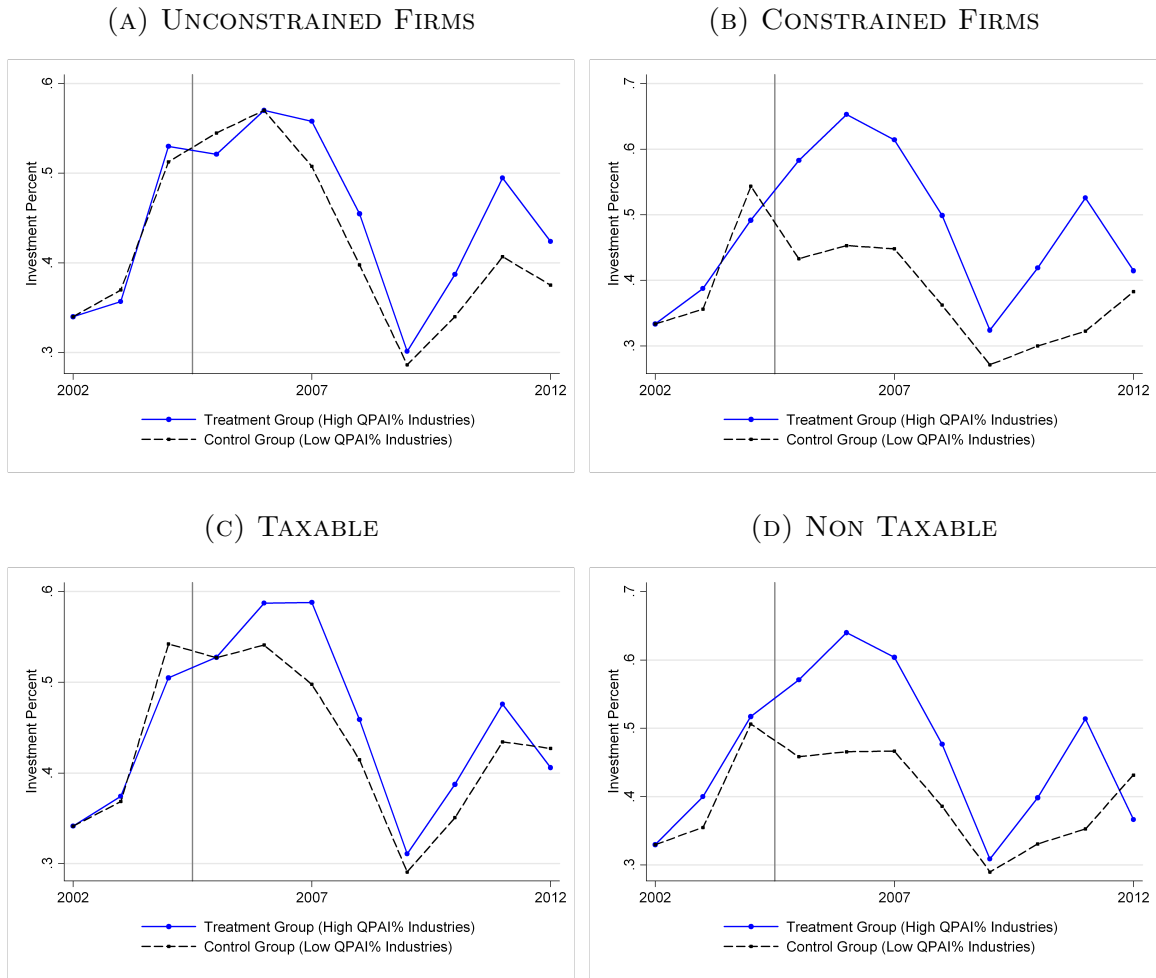 (A) UNCONSTRAINED FIRMS
.6
.5
.4
.3
Investment Percent
2002
2007
2012
Treatment Group (High QPAI% Industries)
Control Group (Low QPAI% Industries)
(B) CONSTRAINED FIRMS
.7
.6
.5
.4
.3
Investment Percent
2002
2007
2012
Treatment Group (High QPAI% Industries)
Control Group (Low QPAI% Industries)
(C) TAXABLE
.6
.5
.4
.3
Investment Percent
2002
2007
2012
Treatment Group (High QPAI% Industries)
Control Group (Low QPAI% Industries)
(D) NON TAXABLE
.7
.6
.5
.4
.3
Investment Percent
2002
2007
2012
Treatment Group (High QPAI% Industries)
Control Group (Low QPAI% Industries)